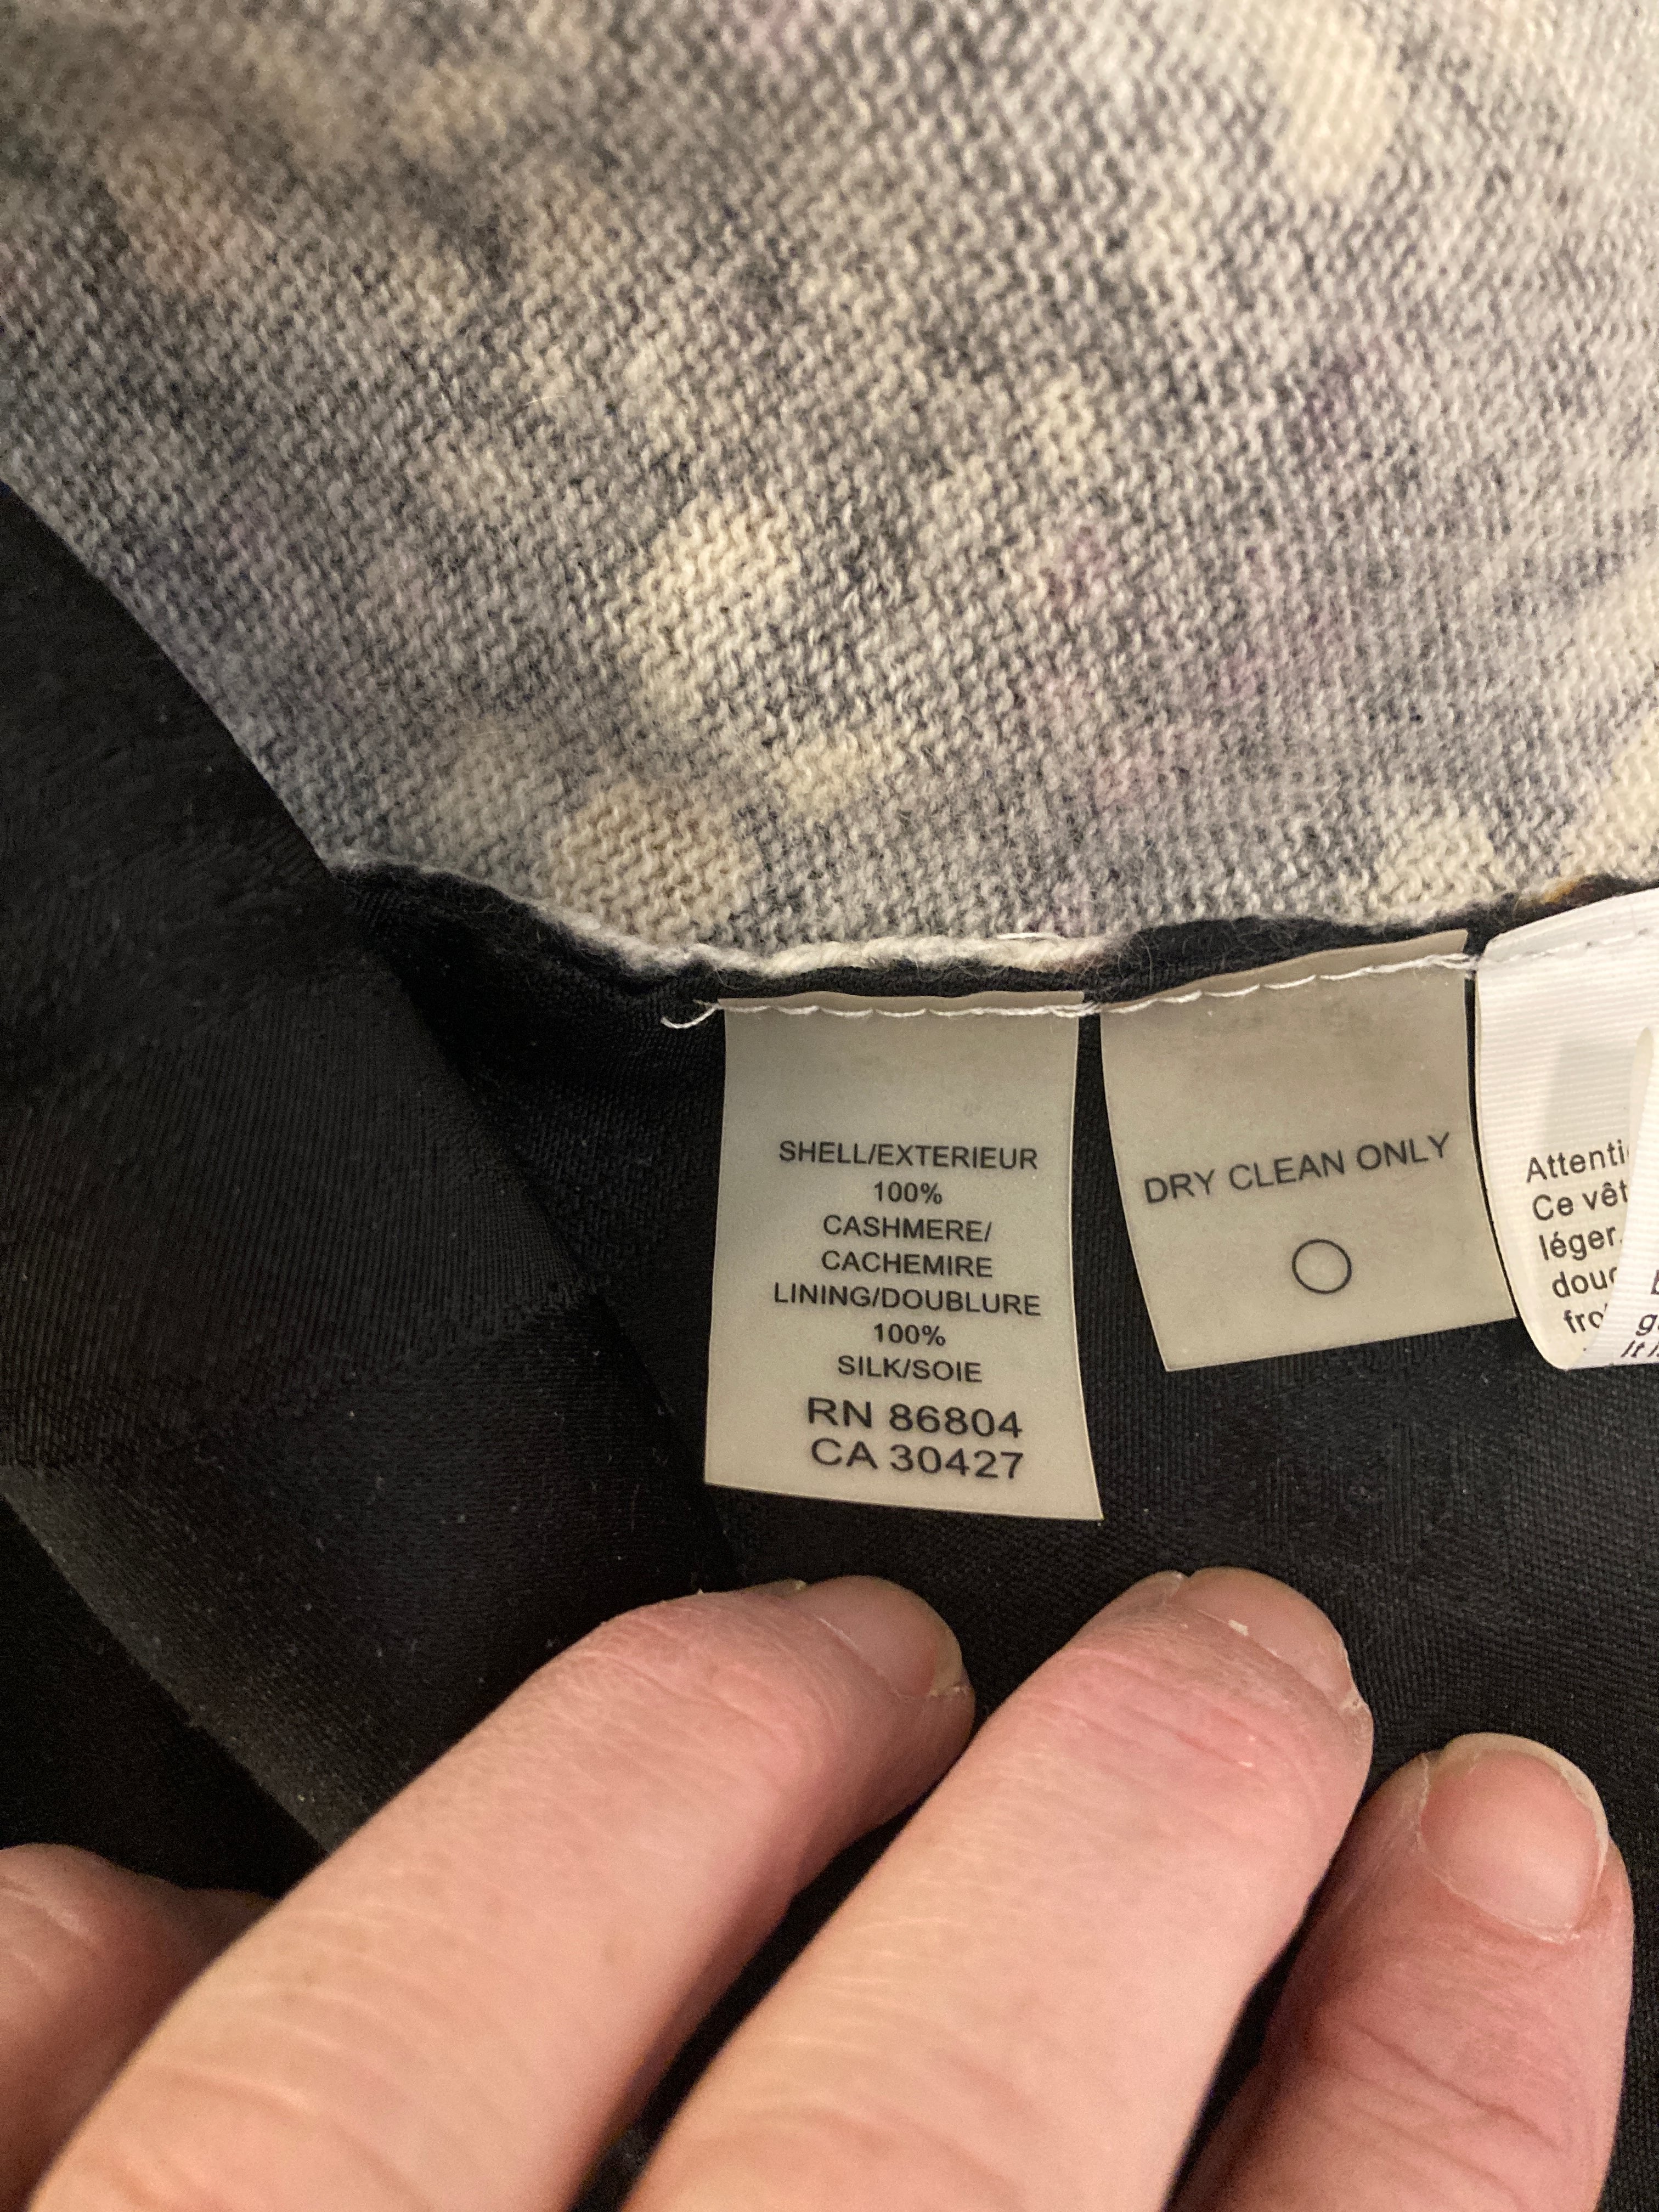 SHELL/EXTERIEUR
100%
CASHMERE/
CACHEMIRE
LINING/DOUBLURE
100%
SILK/SOIE
RN 86804
CA 30427
DRY CLEAN ONLY
Ce
léger.